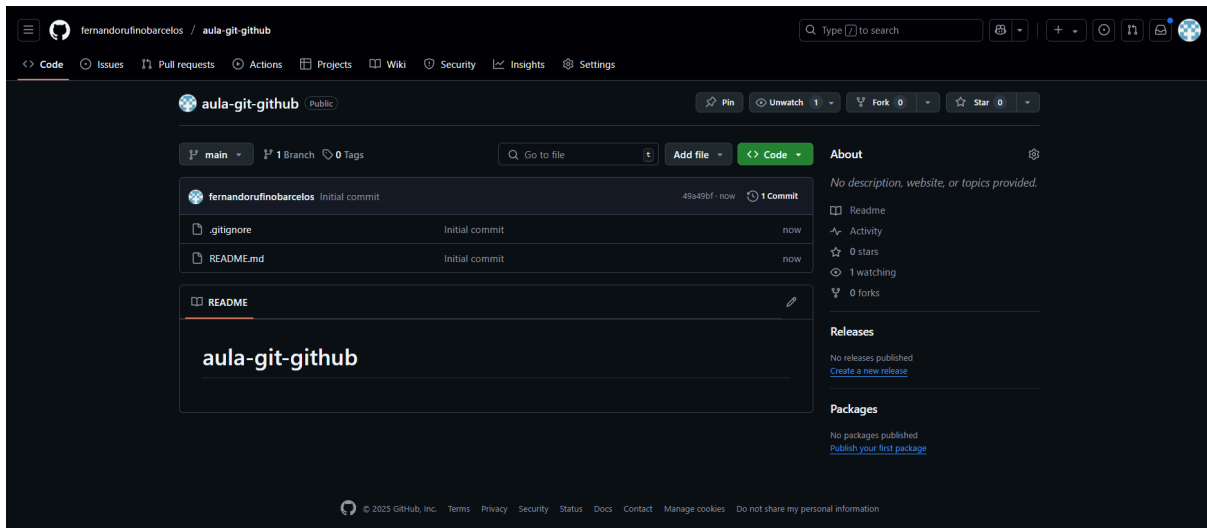 fernandorufinobarcelos / aula-git-github
Type / to search
Code Issues Pull requests Actions Projects Wiki Security Insights Settings
aula-git-github Public
Pin Unwatch 1 Fork 0 Star 0
main 1 Branch 0 Tags
Go to file t Add file Code
fernandorufinobarcelos Initial commit 49a49bf · now 1 Commit
.gitignore Initial commit now
README.md Initial commit now
README
aula-git-github
About
No description, website, or topics provided.
Readme
Activity
0 stars
1 watching
0 forks
Releases
No releases published
Create a new release
Packages
No packages published
Publish your first package
© 2025 GitHub, Inc. Terms Privacy Security Status Docs Contact Manage cookies Do not share my personal information